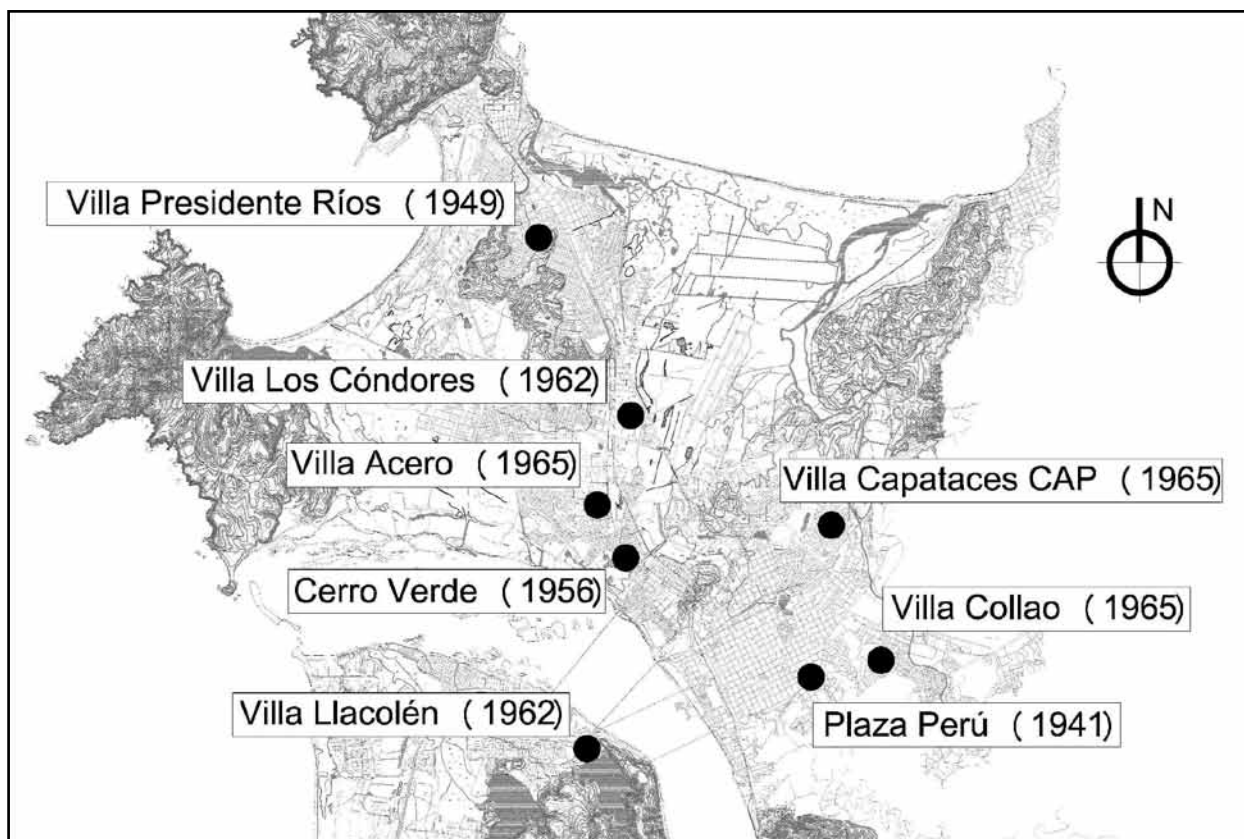 Villa Presidente Ríos (1949)
N
Villa Los Cóndores (1962)
Villa Acero (1965)
Villa Capataces CAP (1965)
Cerro Verde (1956)
Villa Collao (1965)
Villa Llacolén (1962)
Plaza Perú (1941)